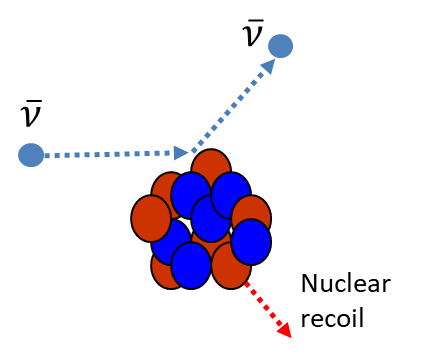 ν̄
ν̄
Nuclear
recoil